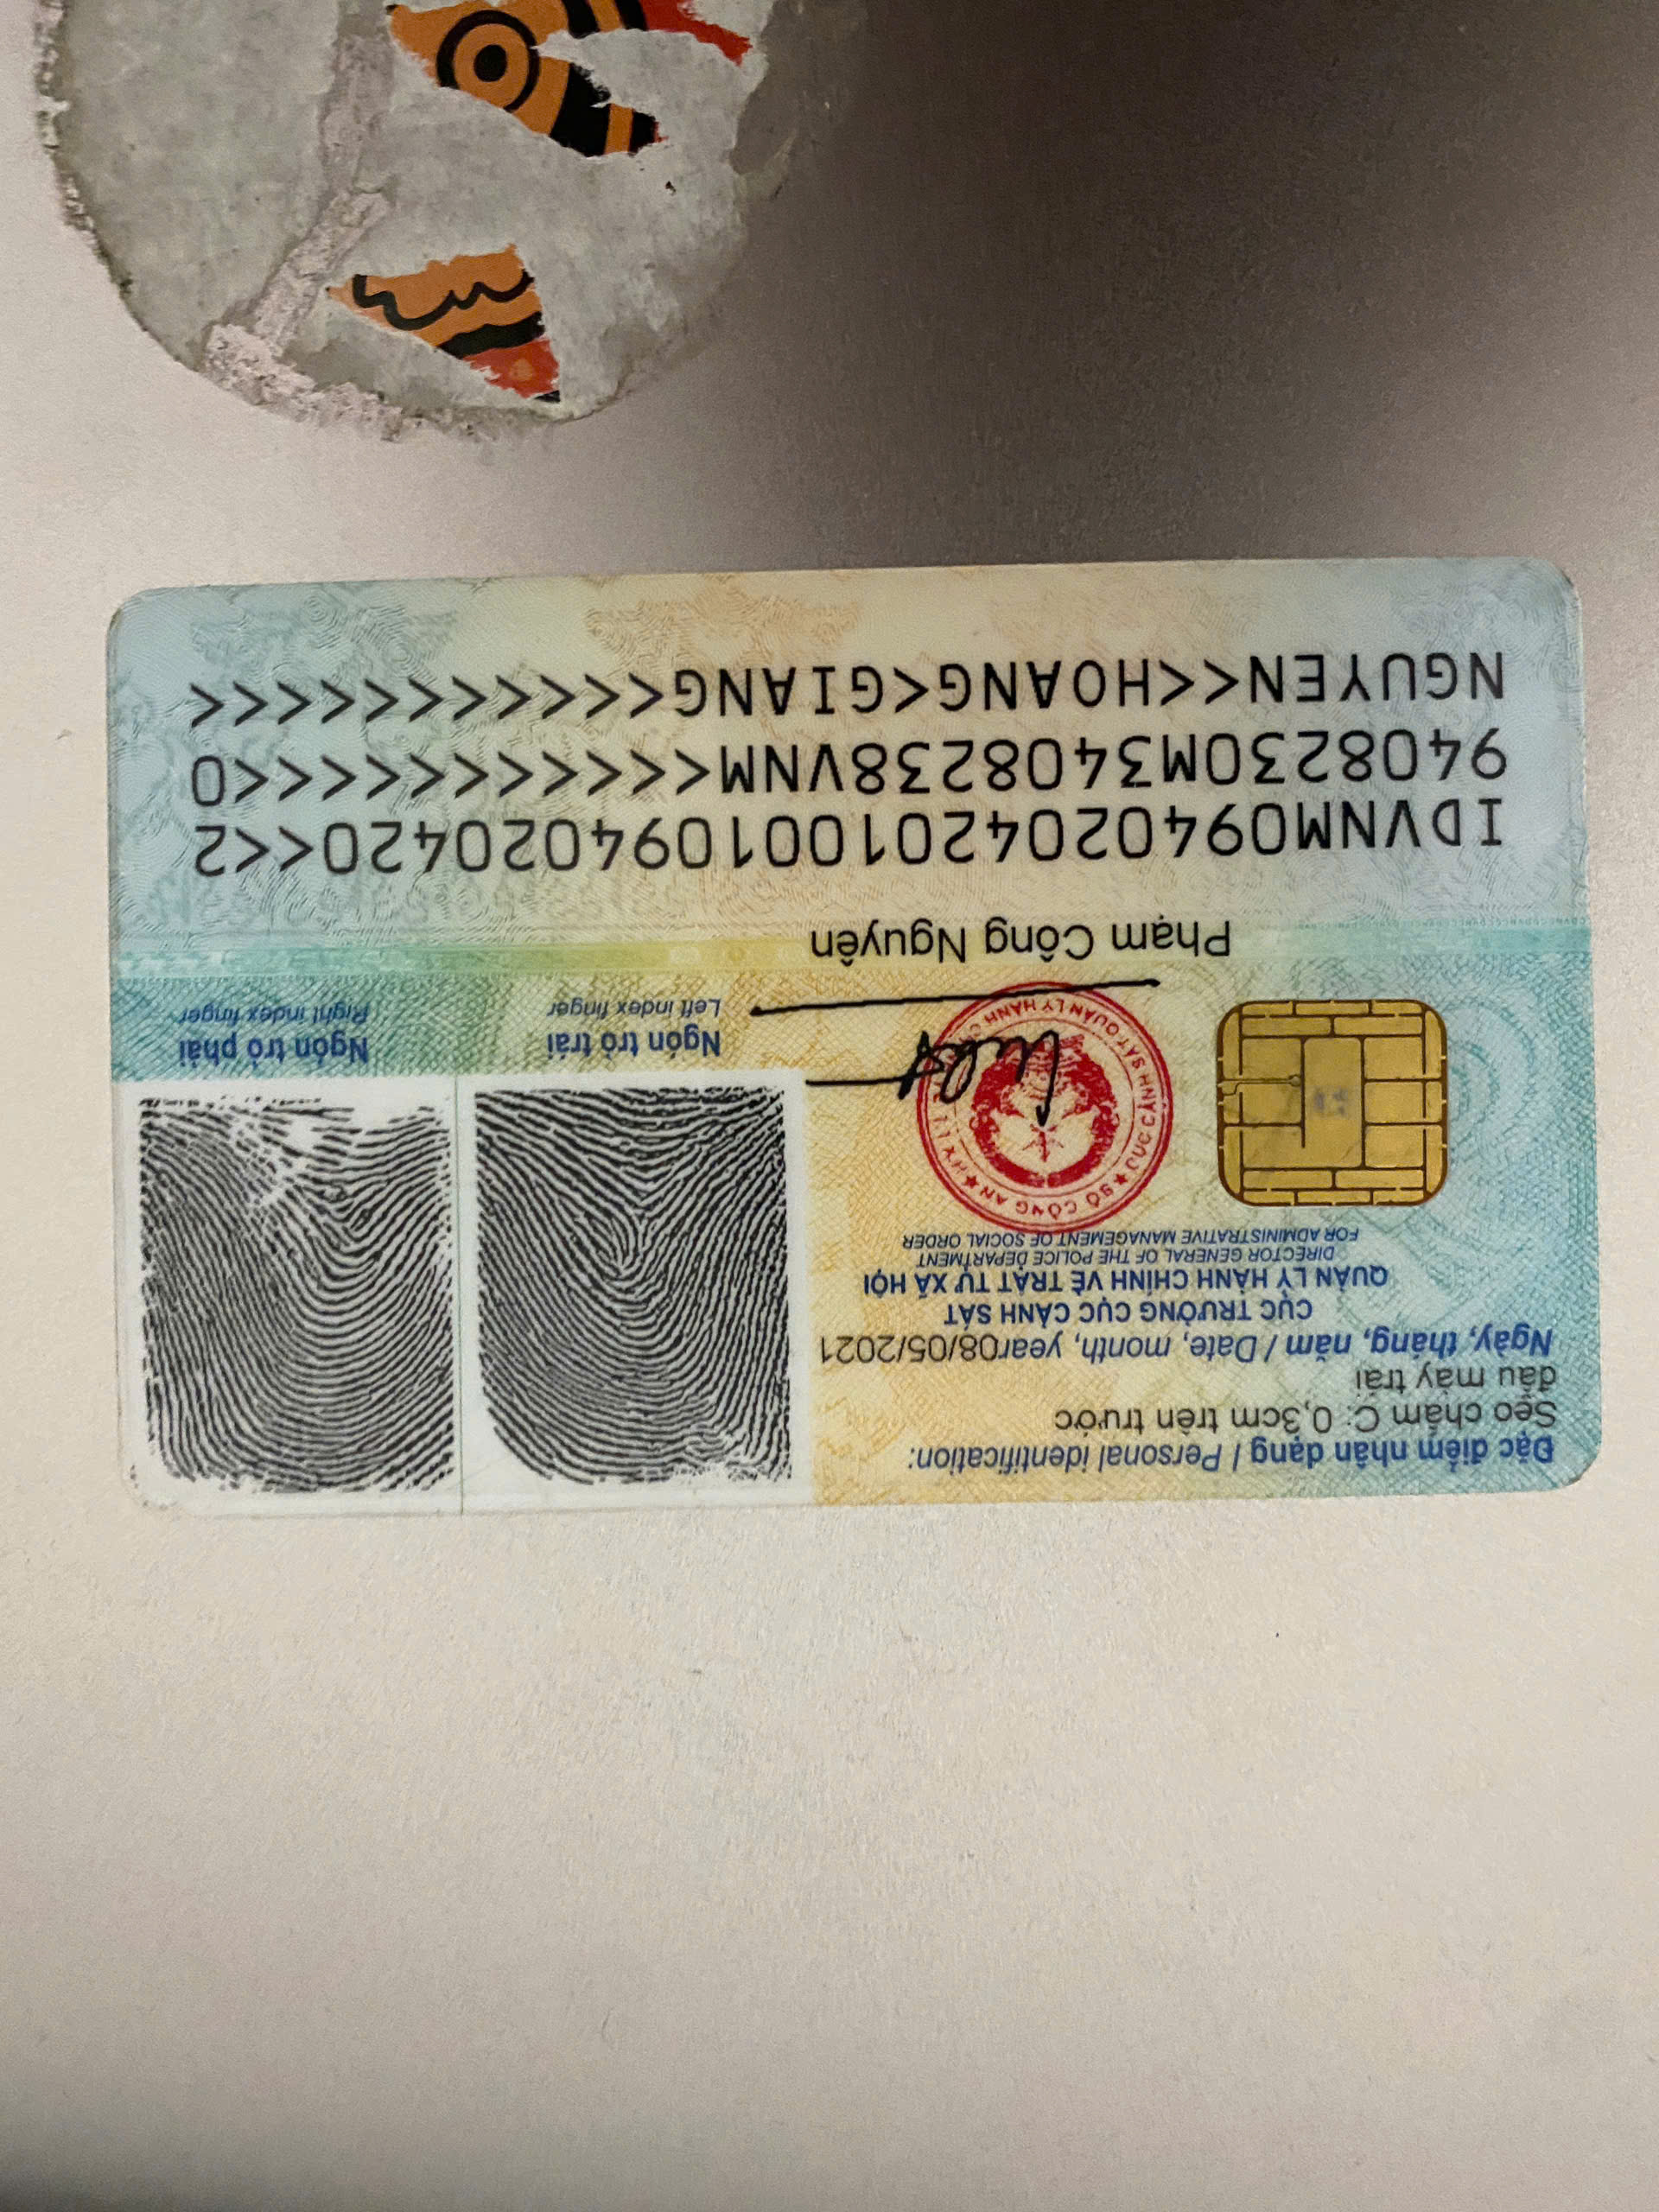 Đặc điểm nhân dạng / Personal identification:
Sẹo chấm C: 0,3cm trên trước
đầu mày trái
Ngày, tháng, năm / Date, month, year08/05/2021
CỤC TRƯỞNG CỤC CẢNH SÁT
QUẢN LÝ HÀNH CHÍNH VỀ TRẬT TỰ XÃ HỘI
DIRECTOR GENERAL OF THE POLICE DEPARTMENT
FOR ADMINISTRATIVE MANAGEMENT OF SOCIAL ORDER
BỘ CÔNG AN
CỤC CẢNH SÁT QUẢN LÝ HÀNH
Ngón trỏ trái
Left index finger
Ngón trỏ phải
Right index finger
Phạm Công Nguyên
IDVNM0940204201001094020420<<2
9408230M3408238VNM<<<<<<<<<<<0
NGUYEN<<HOANG<GIANG<<<<<<<<<<<